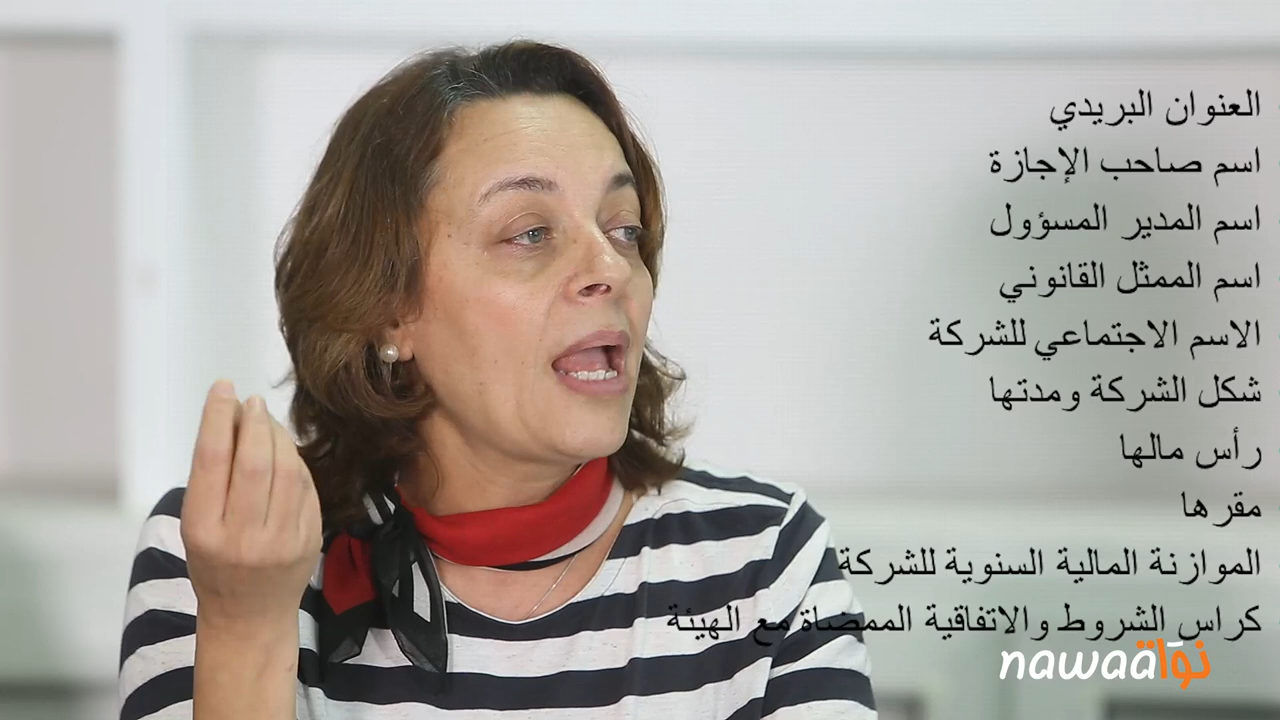 العنوان البريدي
اسم صاحب الإجازة
اسم المدير المسؤول
اسم الممثل القانوني
الاسم الاجتماعي للشركة
شكل الشركة ومدتها
رأس مالها
مقرها
الموازنة المالية السنوية للشركة
كراس الشروط والاتفاقية الممضاة مع الهيئة
nawaa نواة